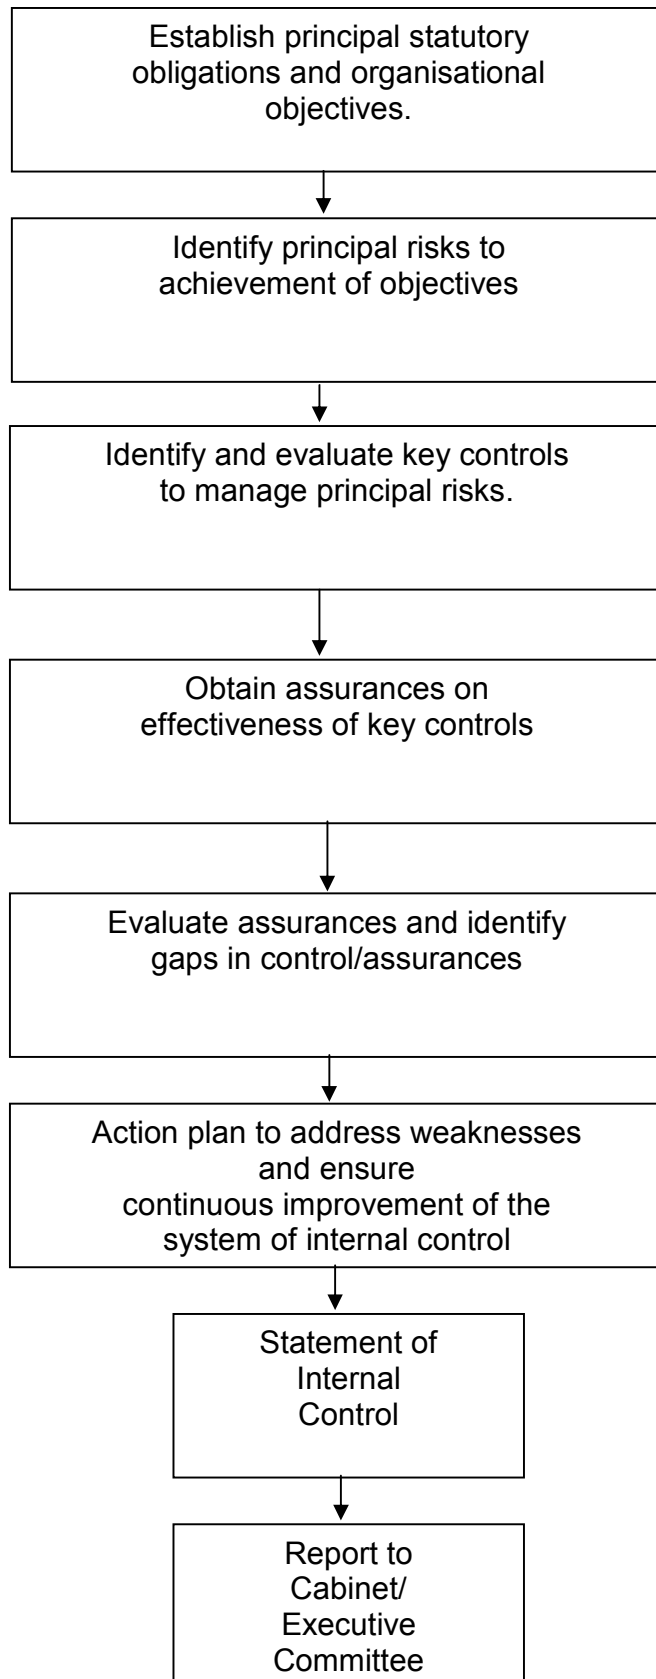 Establish principal statutory
obligations and organisational
objectives.
Identify principal risks to
achievement of objectives
Identify and evaluate key controls
to manage principal risks.
Obtain assurances on
effectiveness of key controls
Evaluate assurances and identify
gaps in control/assurances
Action plan to address weaknesses
and ensure
continuous improvement of the
system of internal control
Statement of
Internal
Control
Report to
Cabinet/
Executive
Committee